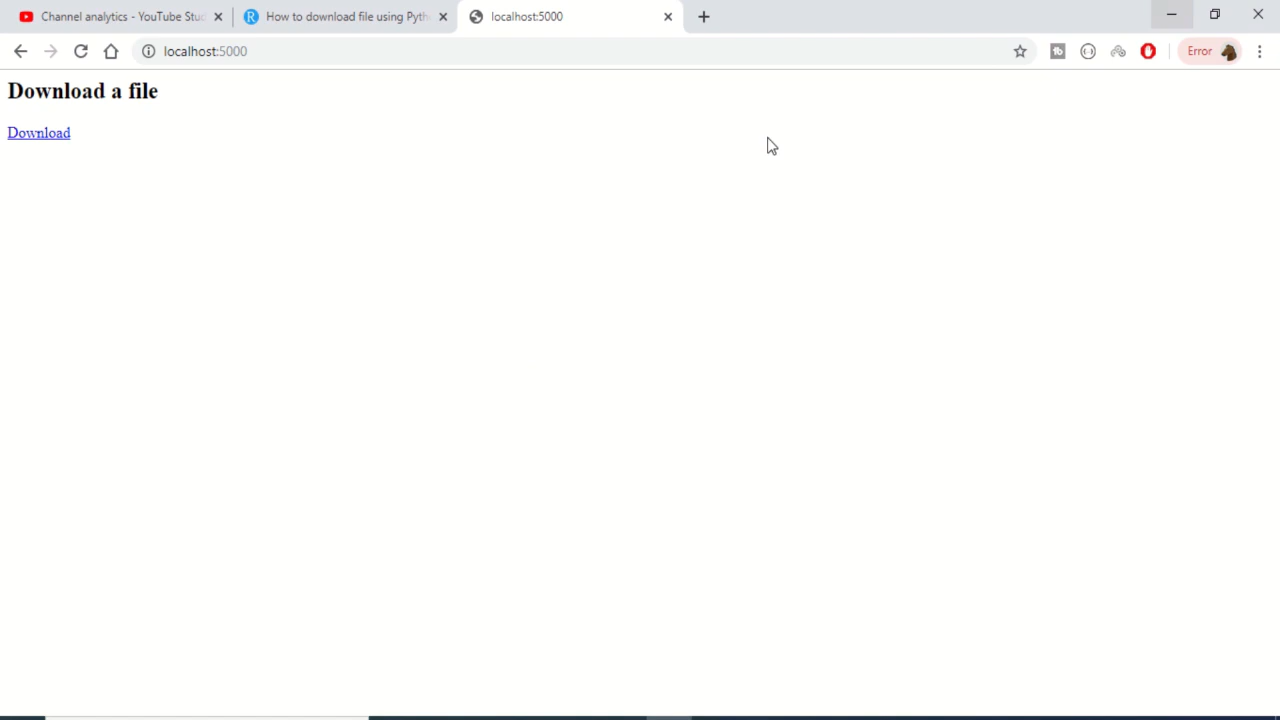 Channel analytics - YouTube Stu
How to download file using Pyth
localhost:5000
localhost:5000
Error
Download a file
Download